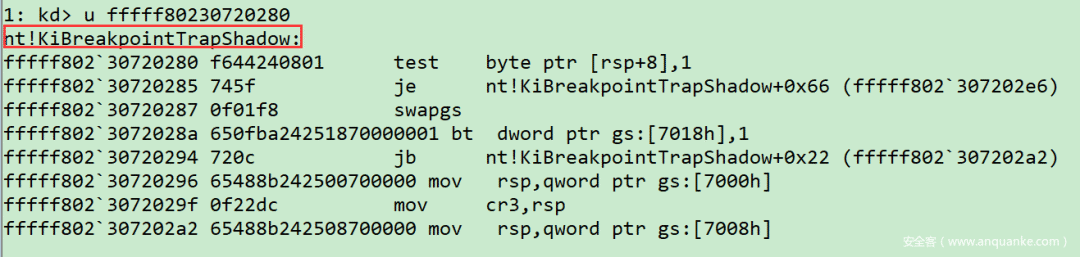 1: kd> u fffff80230720280
nt!KiBreakpointTrapShadow:
fffff802`30720280 f644240801 test byte ptr [rsp+8],1
fffff802`30720285 745f je nt!KiBreakpointTrapShadow+0x66 (fffff802`307202e6)
fffff802`30720287 0f01f8 swapgs
fffff802`3072028a 650fba24251870000001 bt dword ptr gs:[7018h],1
fffff802`30720294 720c jb nt!KiBreakpointTrapShadow+0x22 (fffff802`307202a2)
fffff802`30720296 65488b242500700000 mov rsp,qword ptr gs:[7000h]
fffff802`3072029f 0f22dc mov cr3,rsp
fffff802`307202a2 65488b242508700000 mov rsp,qword ptr gs:[7008h]
安全客（www.anquanke.com）